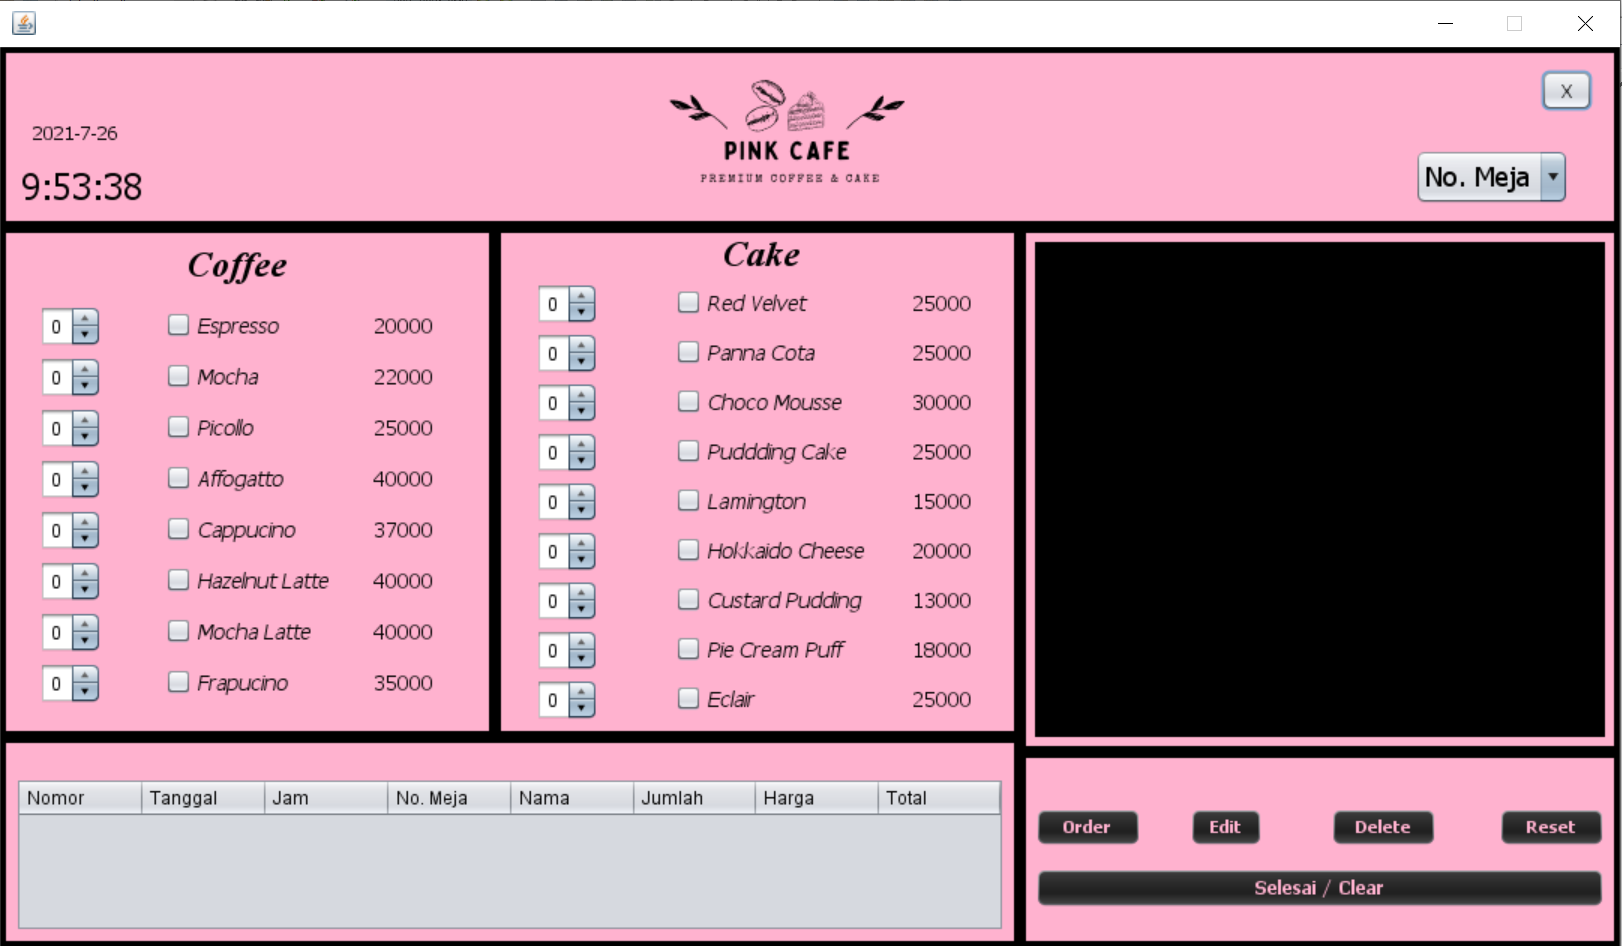 2021-7-26
9:53:38
PINK CAFE
PREMIUM COFFEE & CAKE
X
No. Meja
Coffee
0 Espresso 20000
0 Mocha 22000
0 Picollo 25000
0 Affogatto 40000
0 Cappucino 37000
0 Hazelnut Latte 40000
0 Mocha Latte 40000
0 Frapucino 35000
Cake
0 Red Velvet 25000
0 Panna Cota 25000
0 Choco Mousse 30000
0 Puddding Cake 25000
0 Lamington 15000
0 Hokkaido Cheese 20000
0 Custard Pudding 13000
0 Pie Cream Puff 18000
0 Eclair 25000
Nomor Tanggal Jam No. Meja Nama Jumlah Harga Total
Order Edit Delete Reset
Selesai / Clear